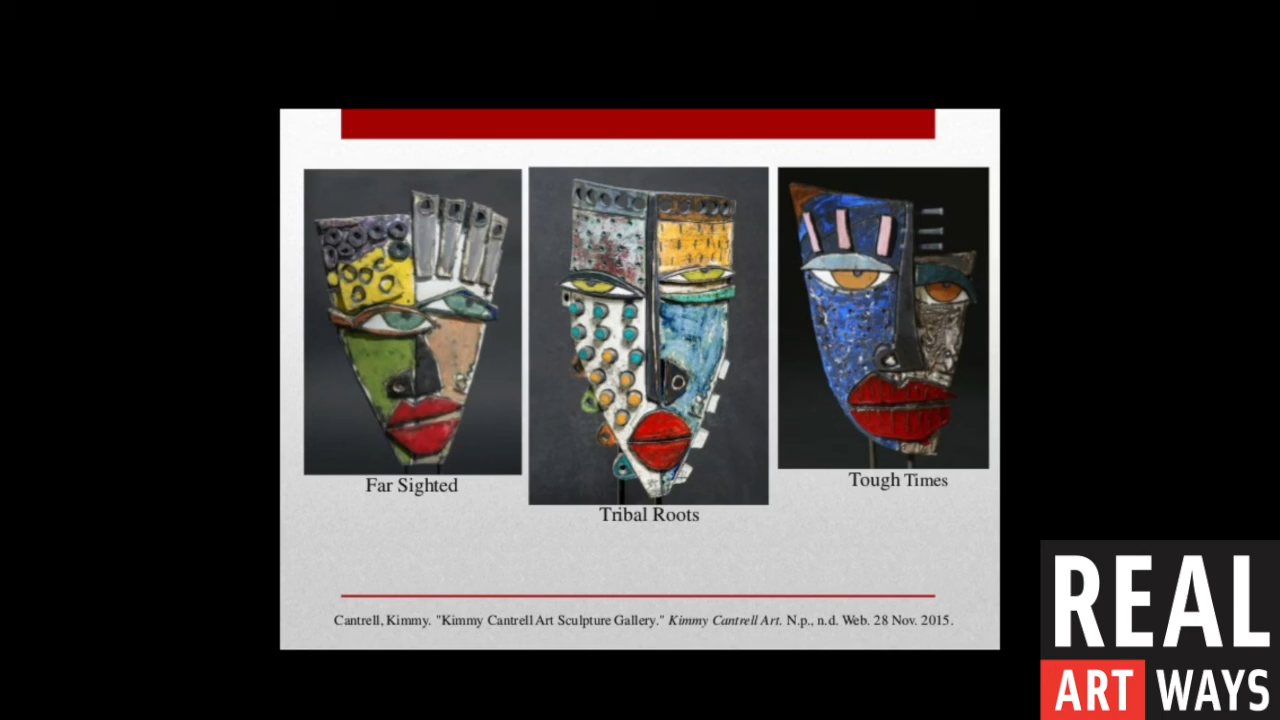 Far Sighted
Tribal Roots
Tough Times
Cantrell, Kimmy. "Kimmy Cantrell Art Sculpture Gallery." Kimmy Cantrell Art. N.p., n.d. Web. 28 Nov. 2015.
REAL
ART WAYS